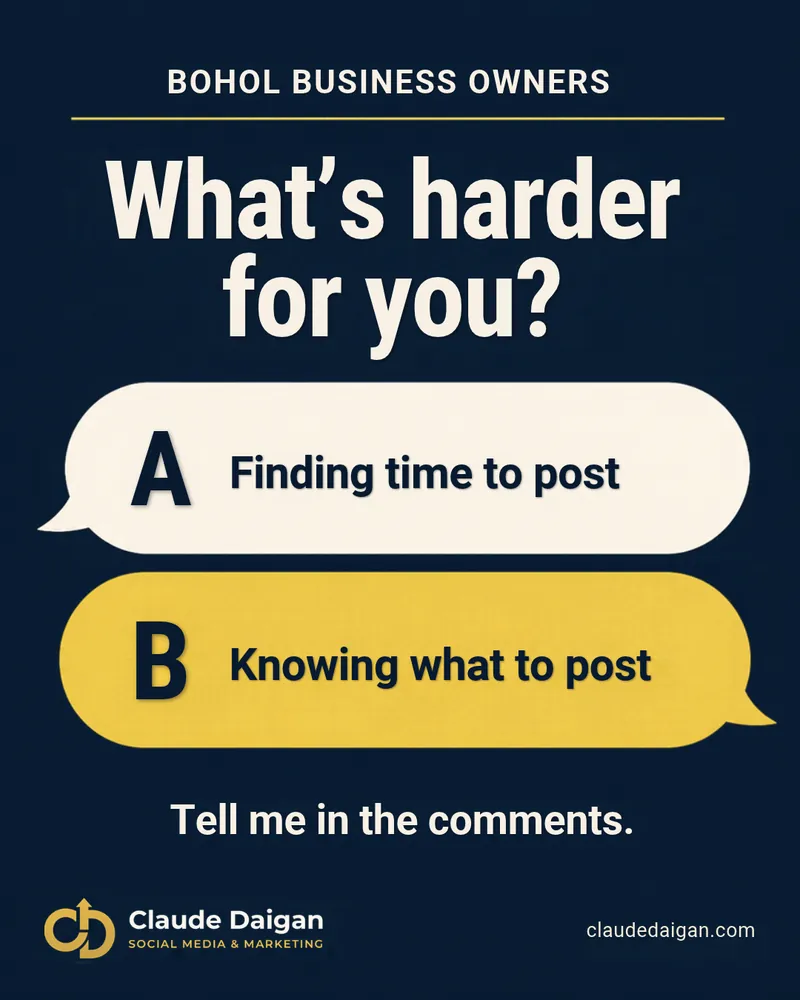 BOHOL BUSINESS OWNERS
What’s harder
for you?
A Finding time to post
B Knowing what to post
Tell me in the comments.
Claude Daigan
SOCIAL MEDIA & MARKETING
claudedaigan.com